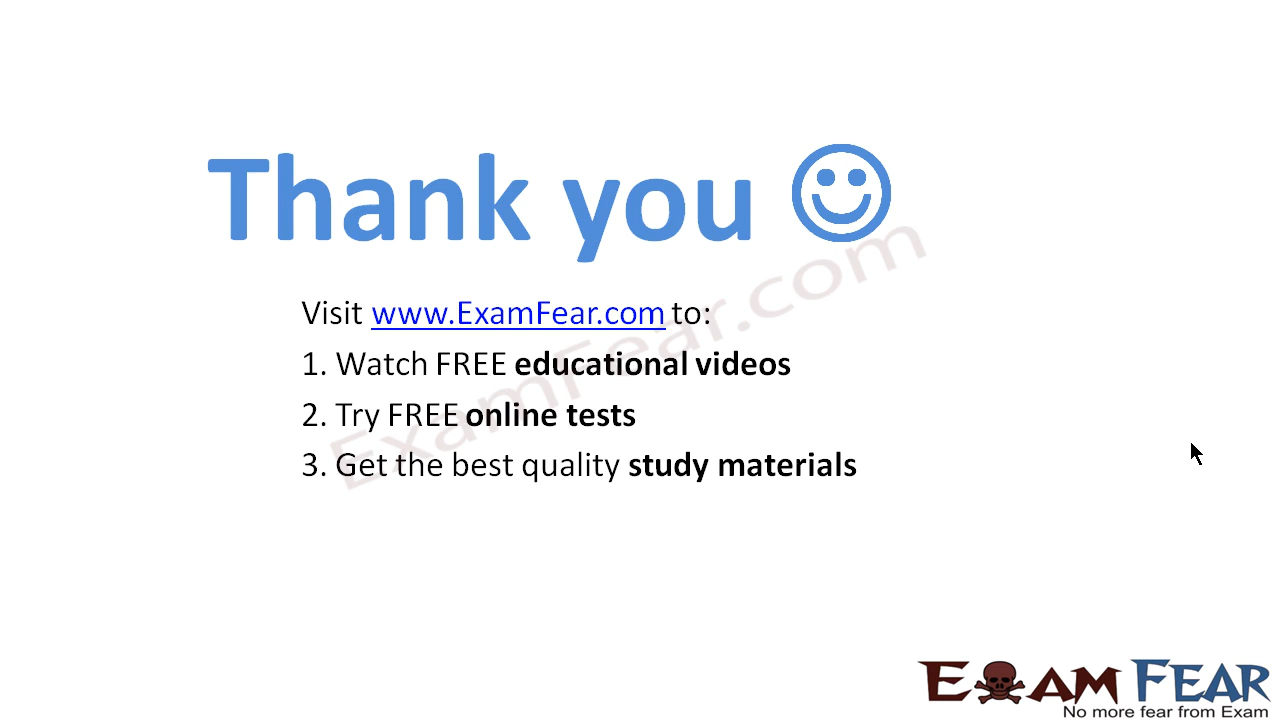 Thank you
Visit www.ExamFear.com to:
1. Watch FREE educational videos
2. Try FREE online tests
3. Get the best quality study materials
ExamFear.com
EXAM FEAR
No more fear from Exam